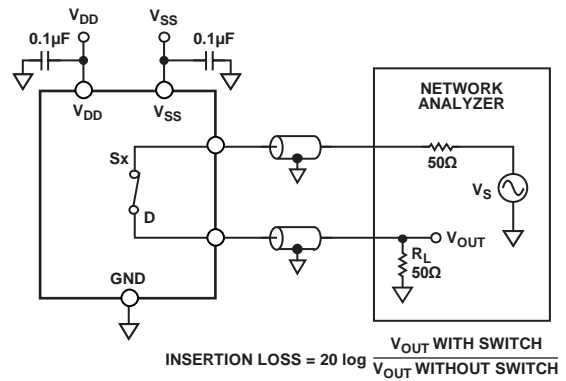 VDD
VSS
0.1µF
0.1µF
VDD
VSS
NETWORK
ANALYZER
Sx
50Ω
VS
D
VOUT
RL
50Ω
GND
INSERTION LOSS = 20 log VOUT WITH SWITCH
VOUT WITHOUT SWITCH